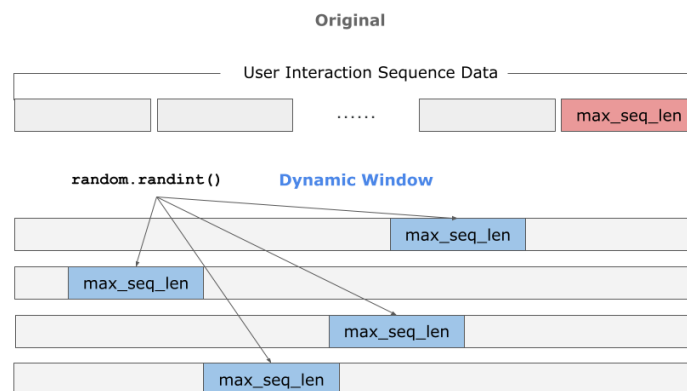 Original
User Interaction Sequence Data
......
max_seq_len
random.randint()
Dynamic Window
max_seq_len
max_seq_len
max_seq_len
max_seq_len